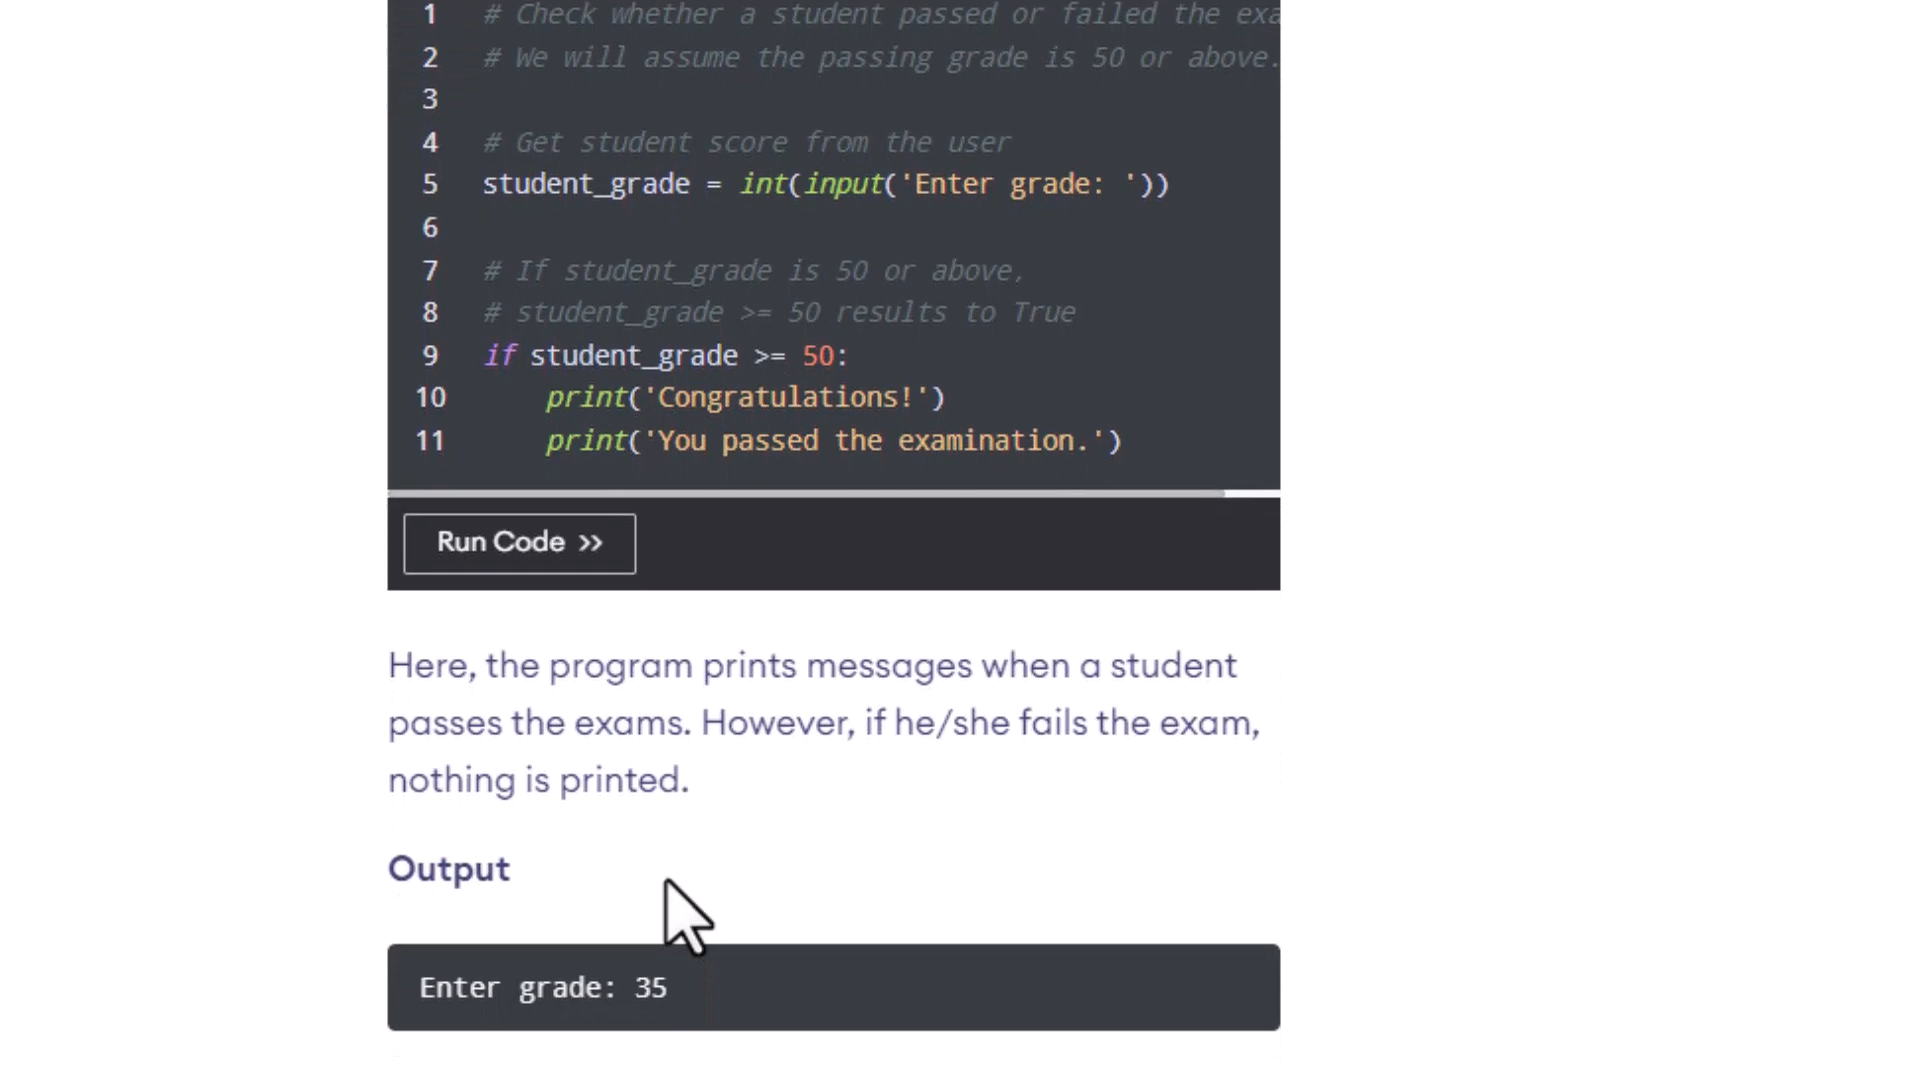 1 # Check whether a student passed or failed the exa
2 # We will assume the passing grade is 50 or above.
3
4 # Get student score from the user
5 student_grade = int(input('Enter grade: '))
6
7 # If student_grade is 50 or above,
8 # student_grade >= 50 results to True
9 if student_grade >= 50:
10     print('Congratulations!')
11     print('You passed the examination.')
Run Code >>
Here, the program prints messages when a student
passes the exams. However, if he/she fails the exam,
nothing is printed.
Output
Enter grade: 35